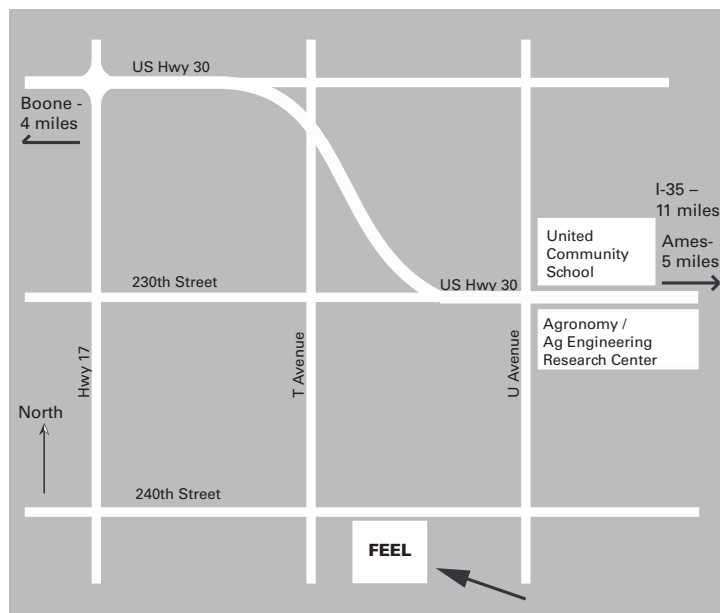 US Hwy 30
Boone -
4 miles
I-35 –
11 miles
United
Community
School
Ames-
5 miles
230th Street
US Hwy 30
Agronomy /
Ag Engineering
Research Center
Hwy 17
T Avenue
U Avenue
North
240th Street
FEEL